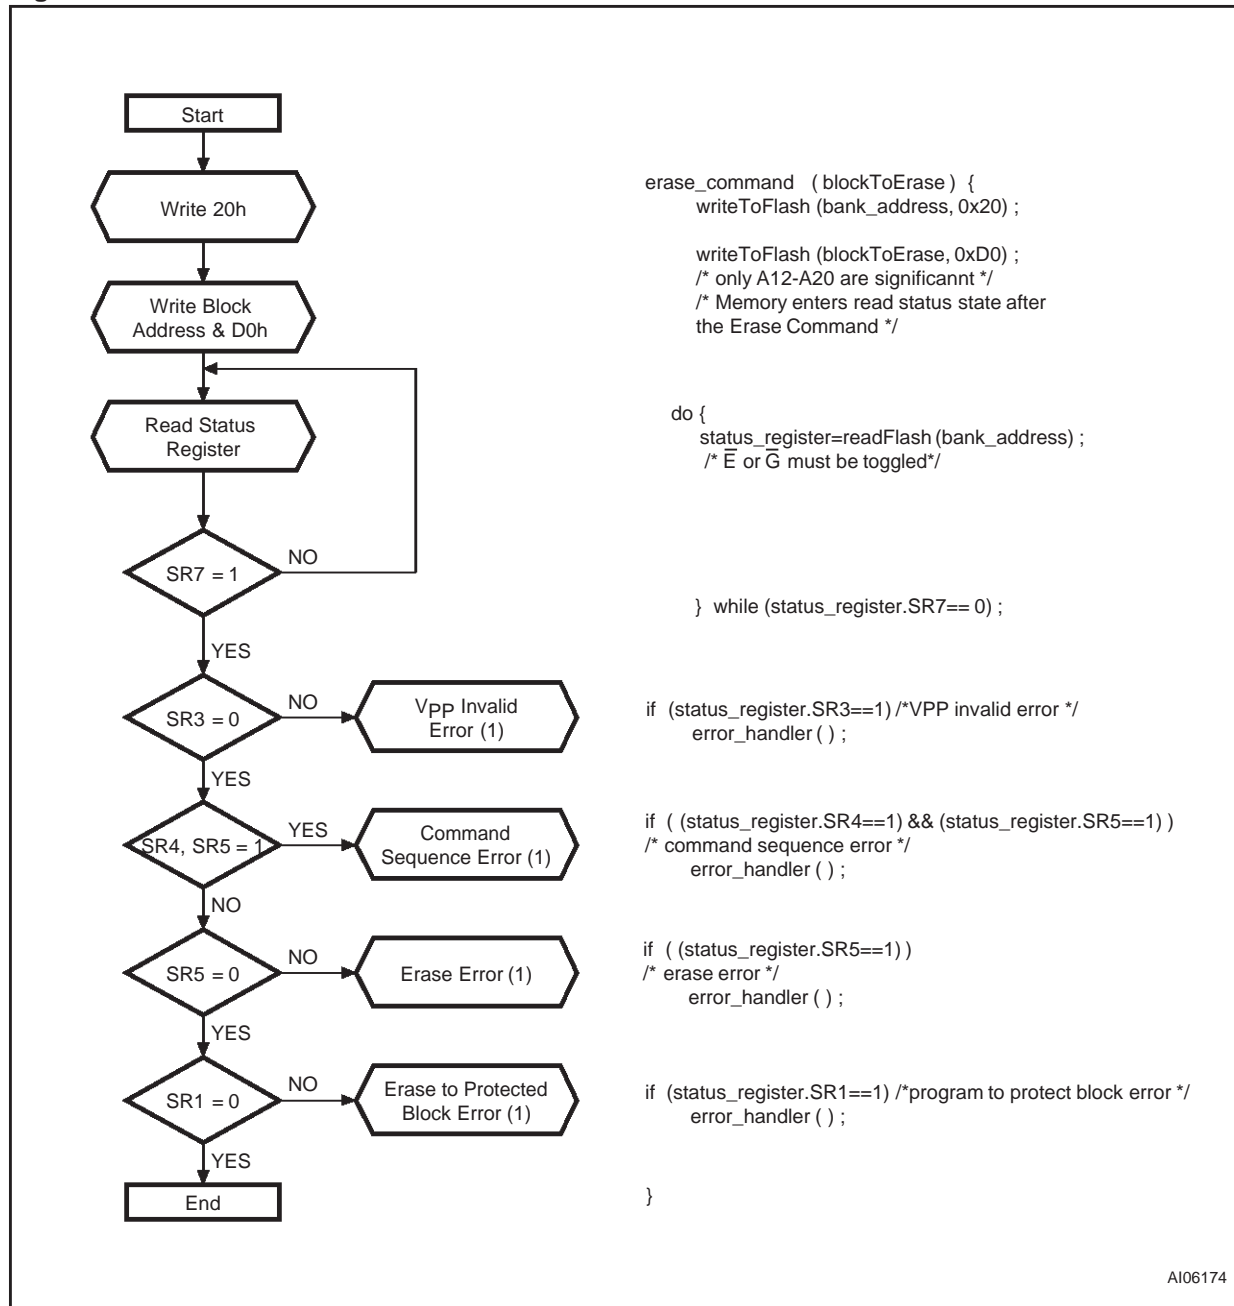 Start
Write 20h
Write Block
Address & D0h
Read Status
Register
SR7 = 1
NO
YES
SR3 = 0
NO
VPP Invalid
Error (1)
YES
SR4, SR5 = 1
YES
Command
Sequence Error (1)
NO
SR5 = 0
NO
Erase Error (1)
YES
SR1 = 0
NO
Erase to Protected
Block Error (1)
YES
End
erase_command ( blockToErase ) {
writeToFlash (bank_address, 0x20) ;
writeToFlash (blockToErase, 0xD0) ;
/* only A12-A20 are significannt */
/* Memory enters read status state after
the Erase Command */
do {
status_register=readFlash (bank_address) ;
/* E̅ or G̅ must be toggled*/
} while (status_register.SR7== 0) ;
if (status_register.SR3==1) /*VPP invalid error */
error_handler ( ) ;
if ( (status_register.SR4==1) && (status_register.SR5==1) )
/* command sequence error */
error_handler ( ) ;
if ( (status_register.SR5==1) )
/* erase error */
error_handler ( ) ;
if (status_register.SR1==1) /*program to protect block error */
error_handler ( ) ;
}
AI06174